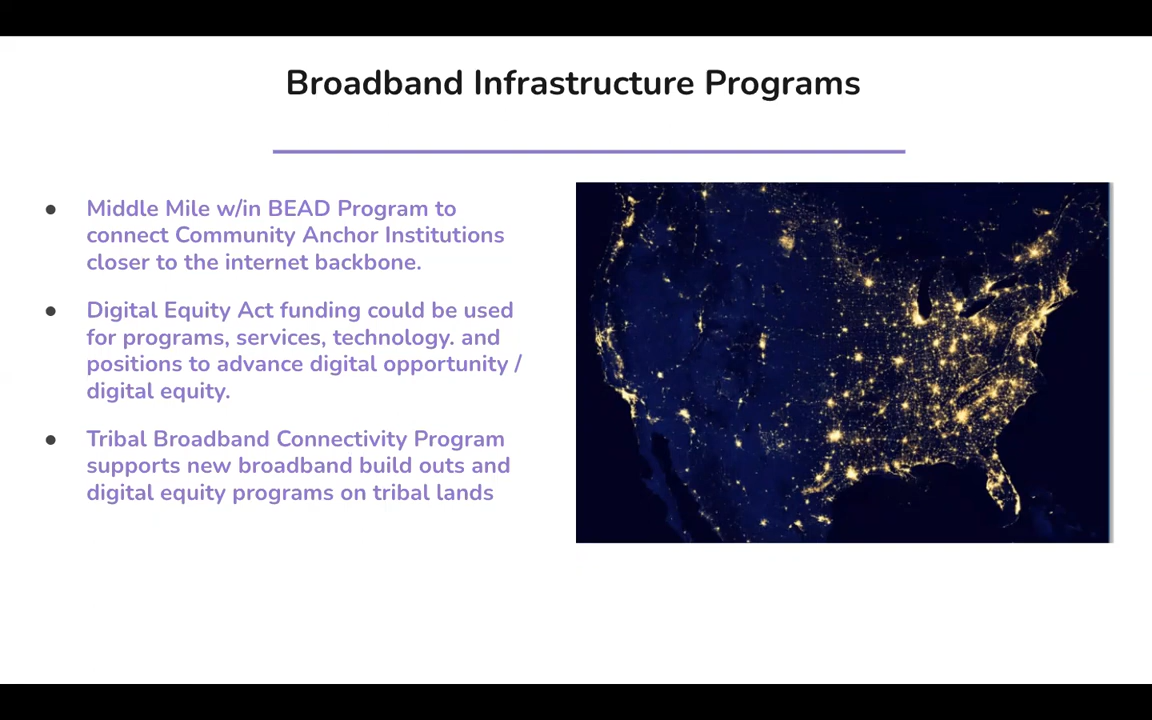 Broadband Infrastructure Programs
● Middle Mile w/in BEAD Program to
connect Community Anchor Institutions
closer to the internet backbone.
● Digital Equity Act funding could be used
for programs, services, technology. and
positions to advance digital opportunity /
digital equity.
● Tribal Broadband Connectivity Program
supports new broadband build outs and
digital equity programs on tribal lands